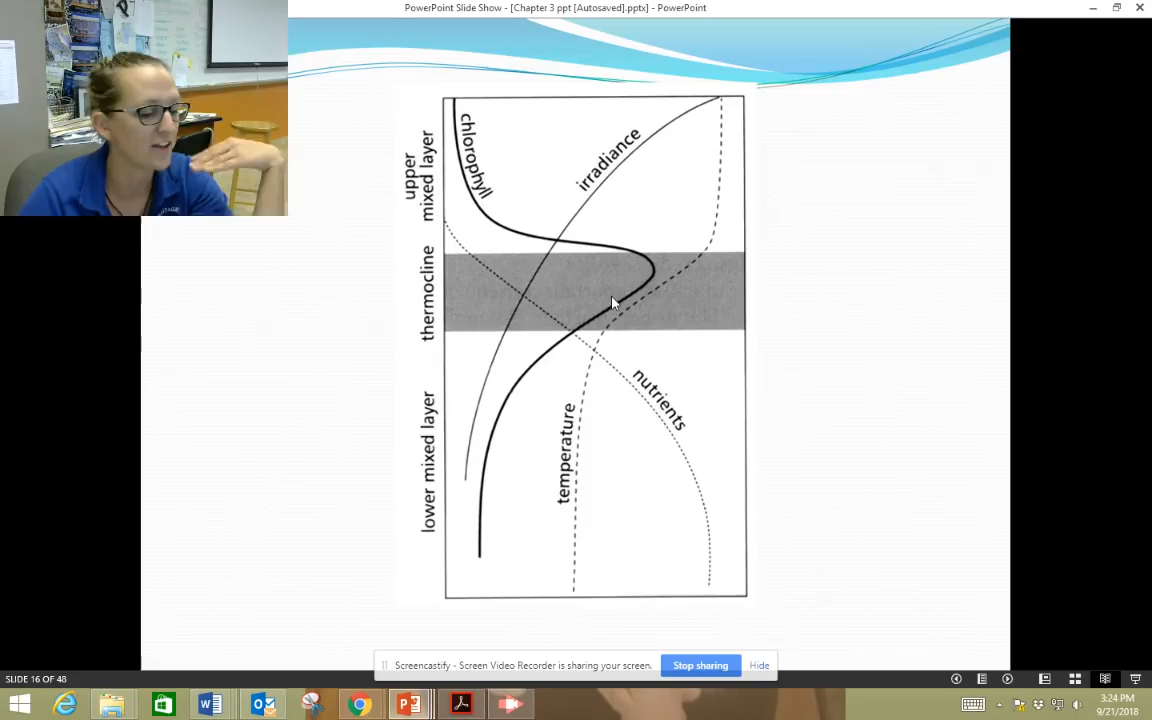 PowerPoint Slide Show - [Chapter 3 ppt [Autosaved].pptx] - PowerPoint
upper
mixed layer
thermocline
lower mixed layer
chlorophyll
irradiance
temperature
nutrients
Screencastify - Screen Video Recorder is sharing your screen.
Stop sharing
Hide
SLIDE 16 OF 48
3:24 PM
9/21/2018